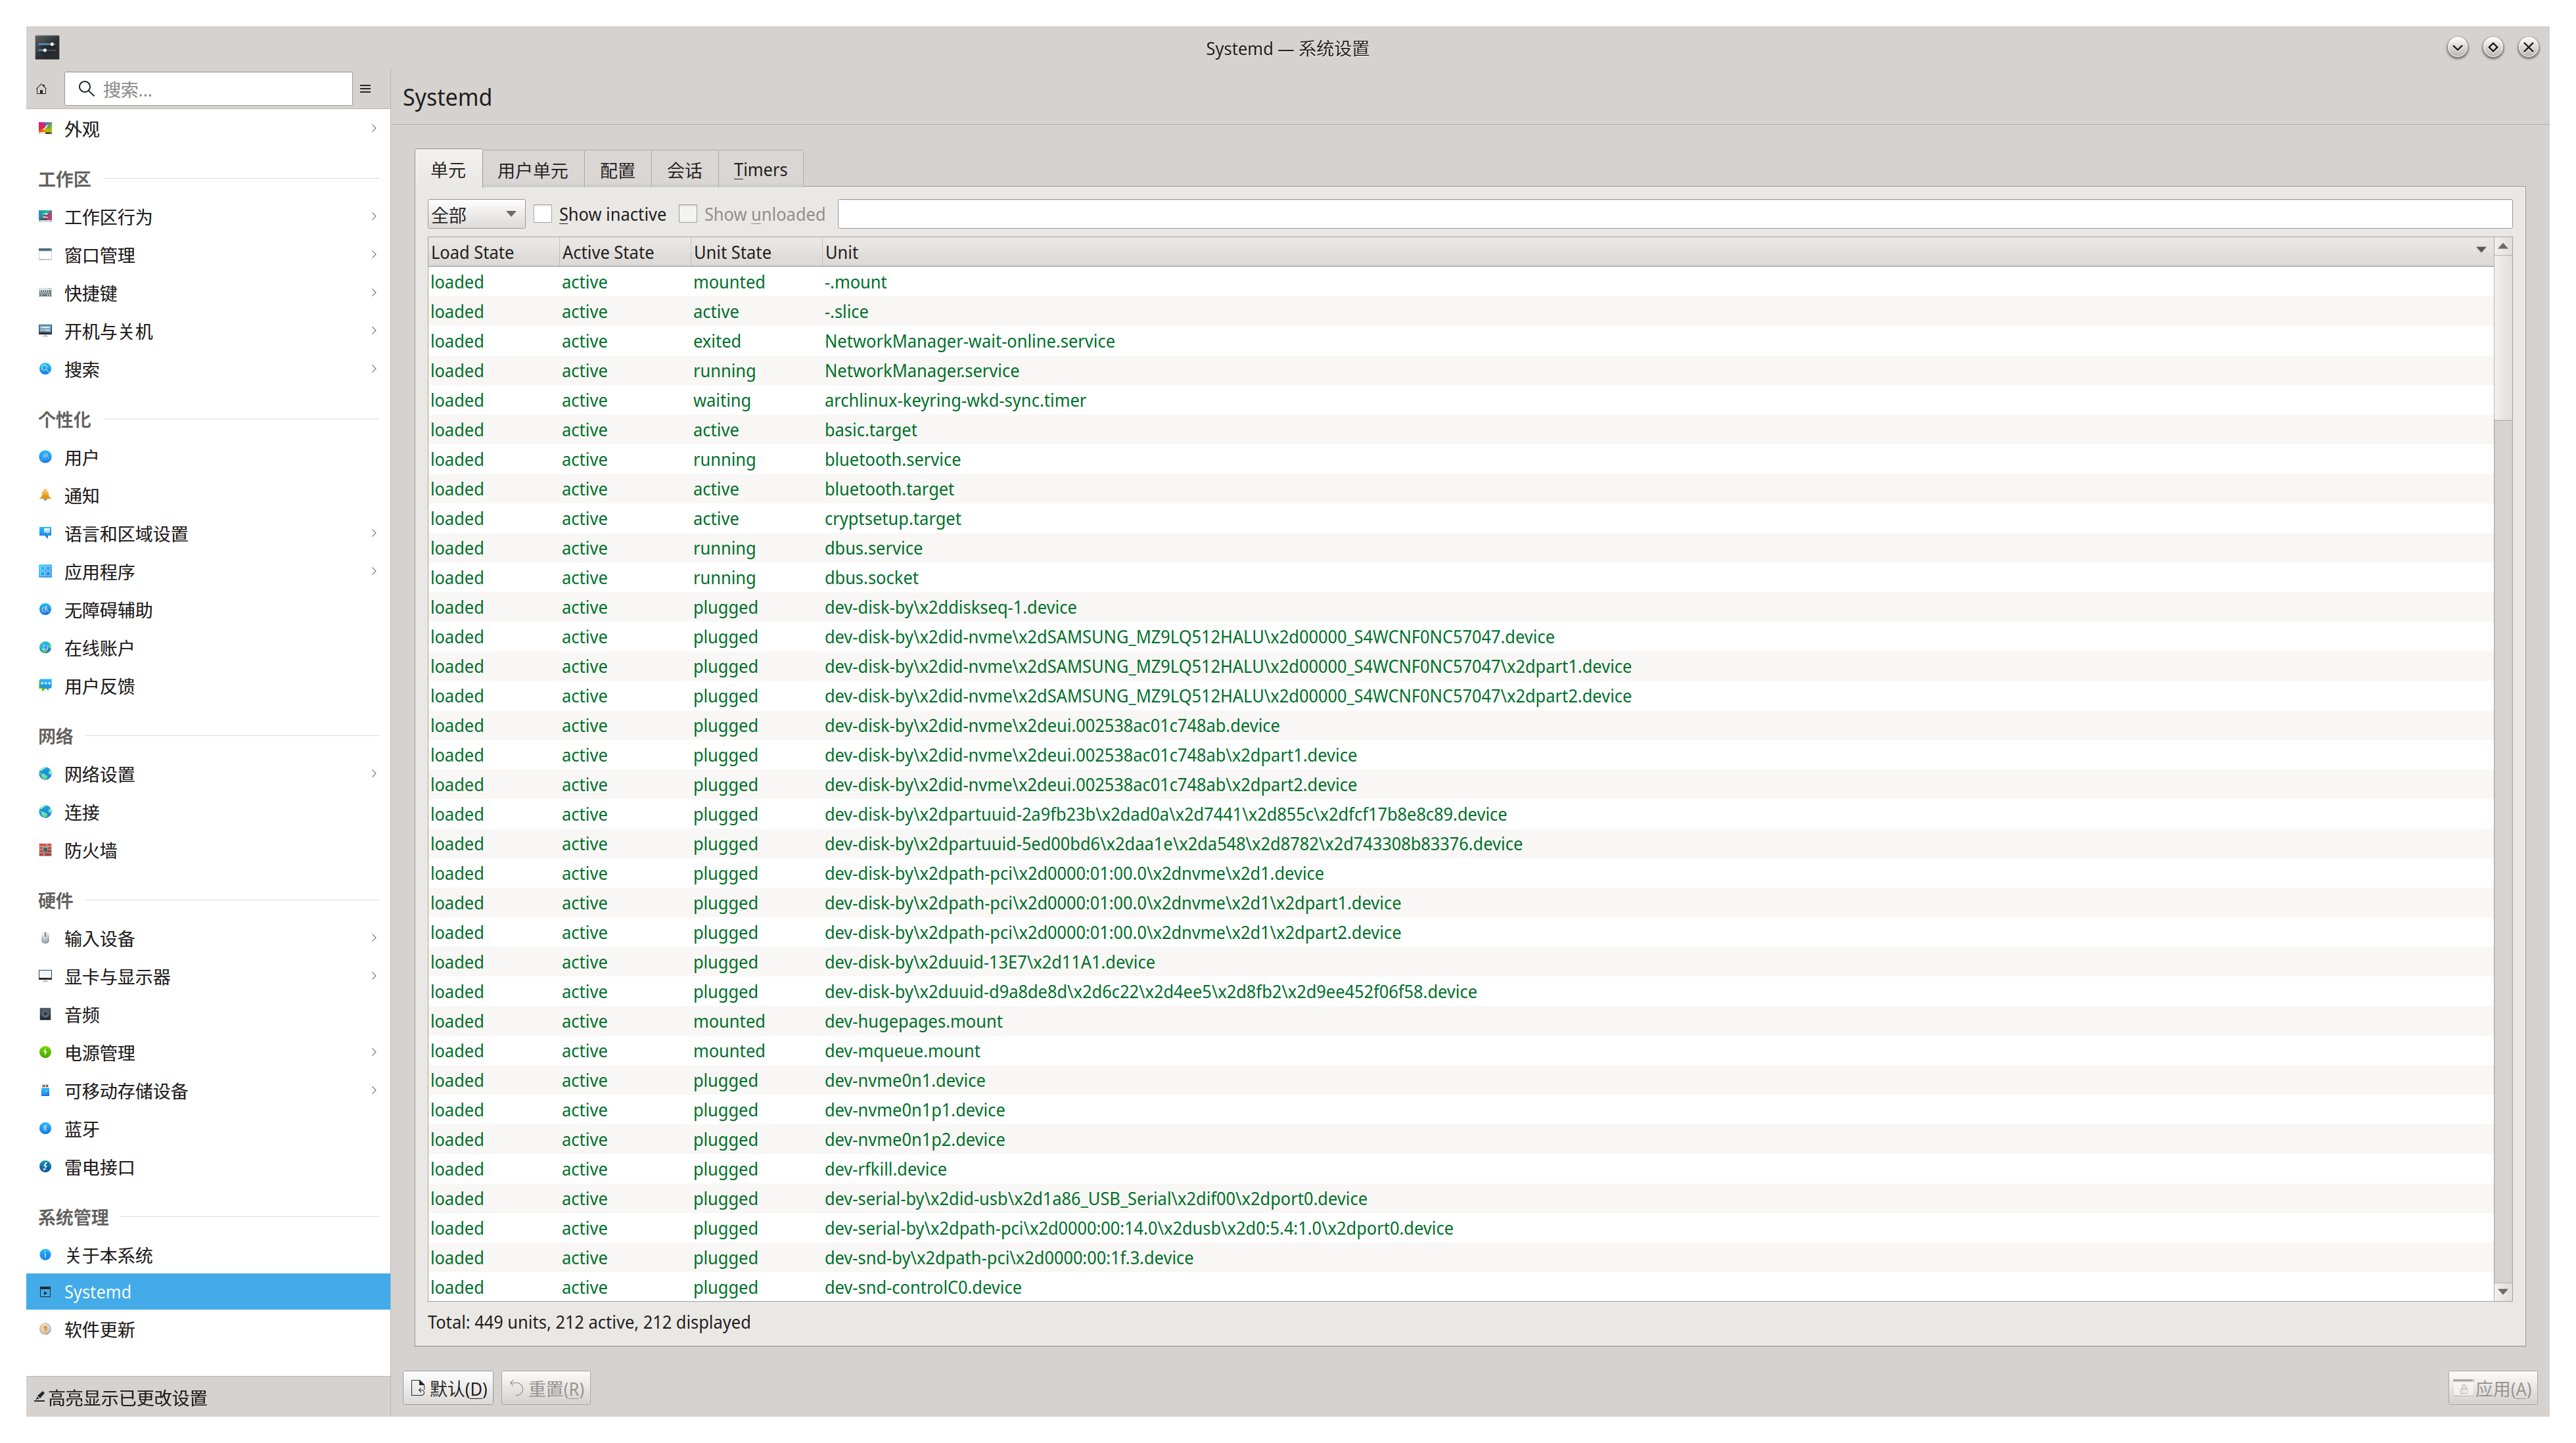 Systemd — 系统设置
搜索...
外观
工作区
工作区行为
窗口管理
快捷键
开机与关机
搜索
个性化
用户
通知
语言和区域设置
应用程序
无障碍辅助
在线账户
用户反馈
网络
网络设置
连接
防火墙
硬件
输入设备
显卡与显示器
音频
电源管理
可移动存储设备
蓝牙
雷电接口
系统管理
关于本系统
Systemd
软件更新
高亮显示已更改设置
Systemd
单元 用户单元 配置 会话 Timers
全部 Show inactive Show unloaded
Load State Active State Unit State Unit
loaded active mounted -.mount
loaded active active -.slice
loaded active exited NetworkManager-wait-online.service
loaded active running NetworkManager.service
loaded active waiting archlinux-keyring-wkd-sync.timer
loaded active active basic.target
loaded active running bluetooth.service
loaded active active bluetooth.target
loaded active active cryptsetup.target
loaded active running dbus.service
loaded active running dbus.socket
loaded active plugged dev-disk-by\x2ddiskseq-1.device
loaded active plugged dev-disk-by\x2did-nvme\x2dSAMSUNG_MZ9LQ512HALU\x2d00000_S4WCNF0NC57047.device
loaded active plugged dev-disk-by\x2did-nvme\x2dSAMSUNG_MZ9LQ512HALU\x2d00000_S4WCNF0NC57047\x2dpart1.device
loaded active plugged dev-disk-by\x2did-nvme\x2dSAMSUNG_MZ9LQ512HALU\x2d00000_S4WCNF0NC57047\x2dpart2.device
loaded active plugged dev-disk-by\x2did-nvme\x2deui.002538ac01c748ab.device
loaded active plugged dev-disk-by\x2did-nvme\x2deui.002538ac01c748ab\x2dpart1.device
loaded active plugged dev-disk-by\x2did-nvme\x2deui.002538ac01c748ab\x2dpart2.device
loaded active plugged dev-disk-by\x2dpartuuid-2a9fb23b\x2dad0a\x2d7441\x2d855c\x2dfcf17b8e8c89.device
loaded active plugged dev-disk-by\x2dpartuuid-5ed00bd6\x2daa1e\x2da548\x2d8782\x2d743308b83376.device
loaded active plugged dev-disk-by\x2dpath-pci\x2d0000:01:00.0\x2dnvme\x2d1.device
loaded active plugged dev-disk-by\x2dpath-pci\x2d0000:01:00.0\x2dnvme\x2d1\x2dpart1.device
loaded active plugged dev-disk-by\x2dpath-pci\x2d0000:01:00.0\x2dnvme\x2d1\x2dpart2.device
loaded active plugged dev-disk-by\x2duuid-13E7\x2d11A1.device
loaded active plugged dev-disk-by\x2duuid-d9a8de8d\x2d6c22\x2d4ee5\x2d8fb2\x2d9ee452f06f58.device
loaded active mounted dev-hugepages.mount
loaded active mounted dev-mqueue.mount
loaded active plugged dev-nvme0n1.device
loaded active plugged dev-nvme0n1p1.device
loaded active plugged dev-nvme0n1p2.device
loaded active plugged dev-rfkill.device
loaded active plugged dev-serial-by\x2did-usb\x2d1a86_USB_Serial\x2dif00\x2dport0.device
loaded active plugged dev-serial-by\x2dpath-pci\x2d0000:00:14.0\x2dusb\x2d0:5.4:1.0\x2dport0.device
loaded active plugged dev-snd-by\x2dpath-pci\x2d0000:00:1f.3.device
loaded active plugged dev-snd-controlC0.device
Total: 449 units, 212 active, 212 displayed
默认(D) 重置(R) 应用(A)